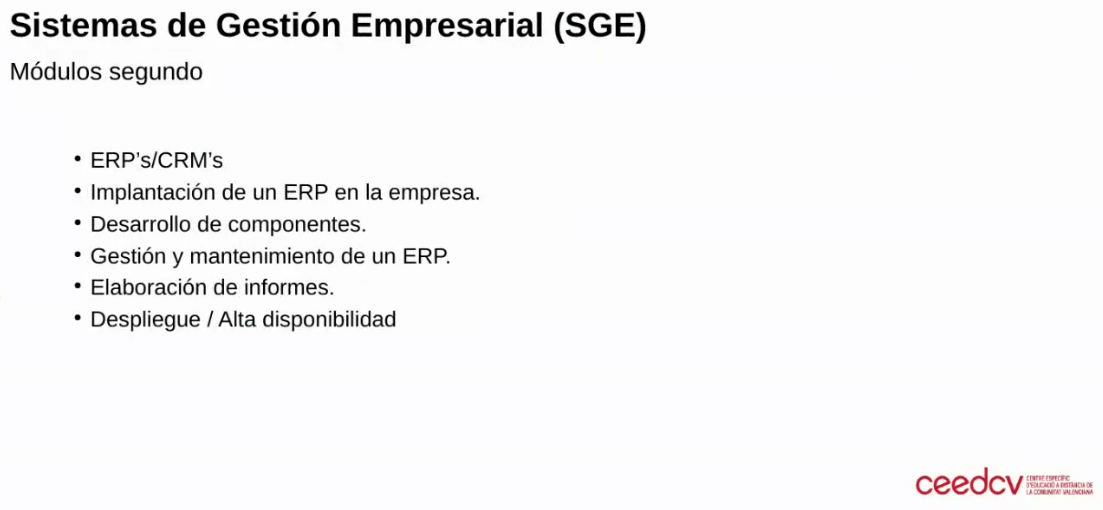 Sistemas de Gestión Empresarial (SGE)
Módulos segundo
• ERP’s/CRM’s
• Implantación de un ERP en la empresa.
• Desarrollo de componentes.
• Gestión y mantenimiento de un ERP.
• Elaboración de informes.
• Despliegue / Alta disponibilidad
ceedcv
CENTRE ESPECÍFIC
D'EDUCACIÓ A DISTÀNCIA DE
LA COMUNITAT VALENCIANA